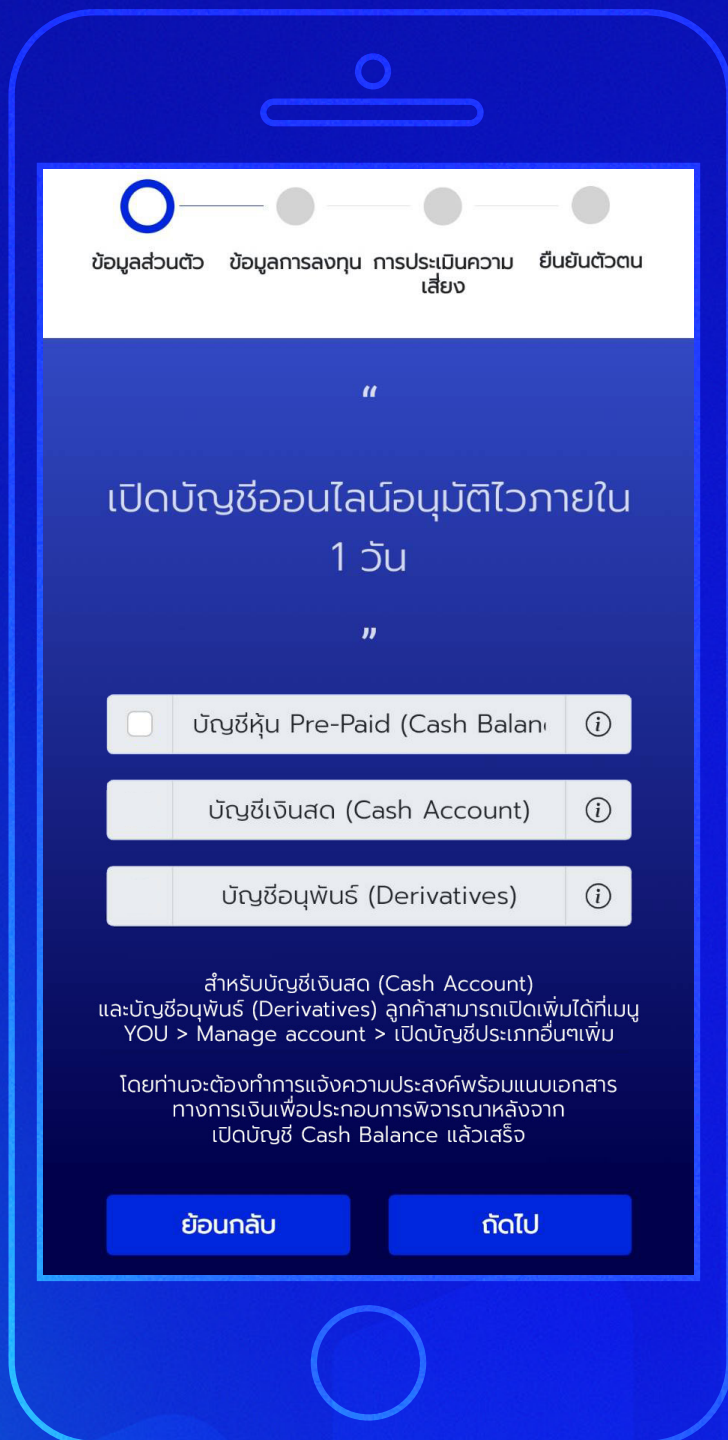 ข้อมูลส่วนตัว ข้อมูลการลงทุน การประเมินความ ยืนยันตัวตน
เสี่ยง
“
เปิดบัญชีออนไลน์อนุมัติไวภายใน
1 วัน
”
บัญชีหุ้น Pre-Paid (Cash Balan
บัญชีเงินสด (Cash Account)
บัญชีอนุพันธ์ (Derivatives)
สำหรับบัญชีเงินสด (Cash Account)
และบัญชีอนุพันธ์ (Derivatives) ลูกค้าสามารถเปิดเพิ่มได้ที่เมนู
YOU > Manage account > เปิดบัญชีประเภทอื่นๆเพิ่ม
โดยท่านจะต้องทำการแจ้งความประสงค์พร้อมแนบเอกสาร
ทางการเงินเพื่อประกอบการพิจารณาหลังจาก
เปิดบัญชี Cash Balance แล้วเสร็จ
ย้อนกลับ ถัดไป